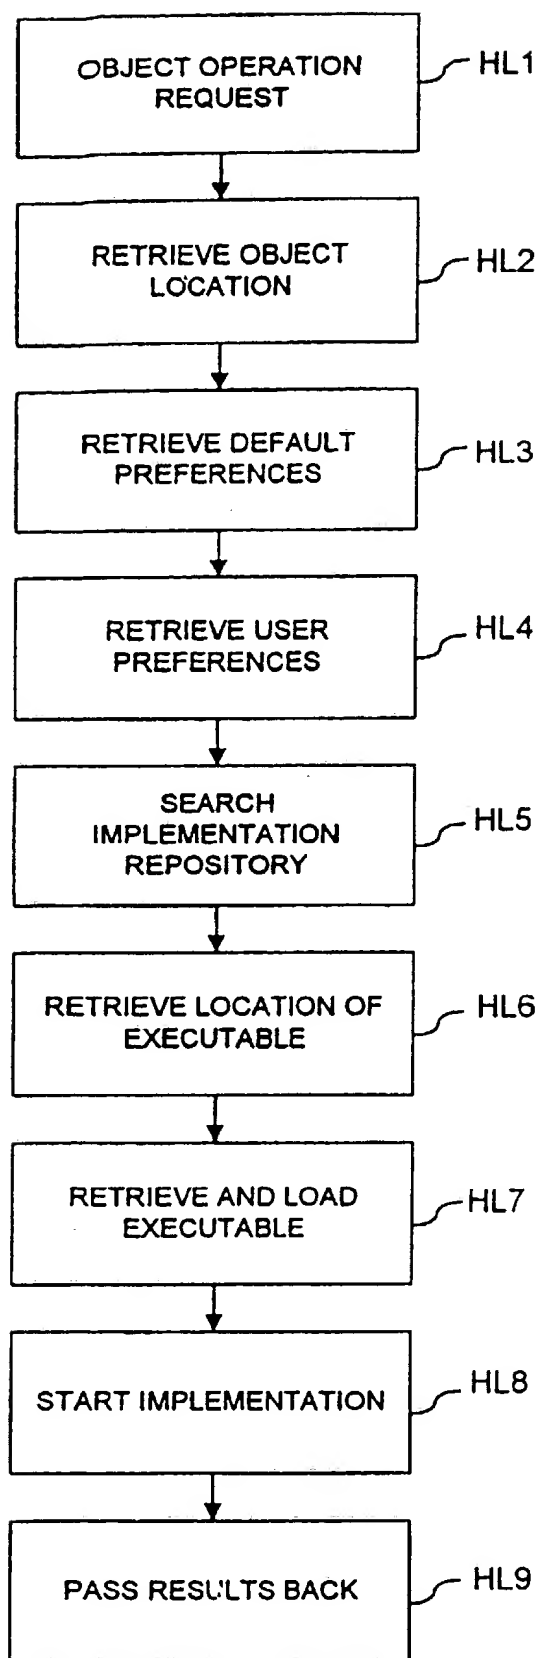 OBJECT OPERATION
REQUEST
HL1
RETRIEVE OBJECT
LOCATION
HL2
RETRIEVE DEFAULT
PREFERENCES
HL3
RETRIEVE USER
PREFERENCES
HL4
SEARCH
IMPLEMENTATION
REPOSITORY
HL5
RETRIEVE LOCATION OF
EXECUTABLE
HL6
RETRIEVE AND LOAD
EXECUTABLE
HL7
START IMPLEMENTATION
HL8
PASS RESULTS BACK
HL9